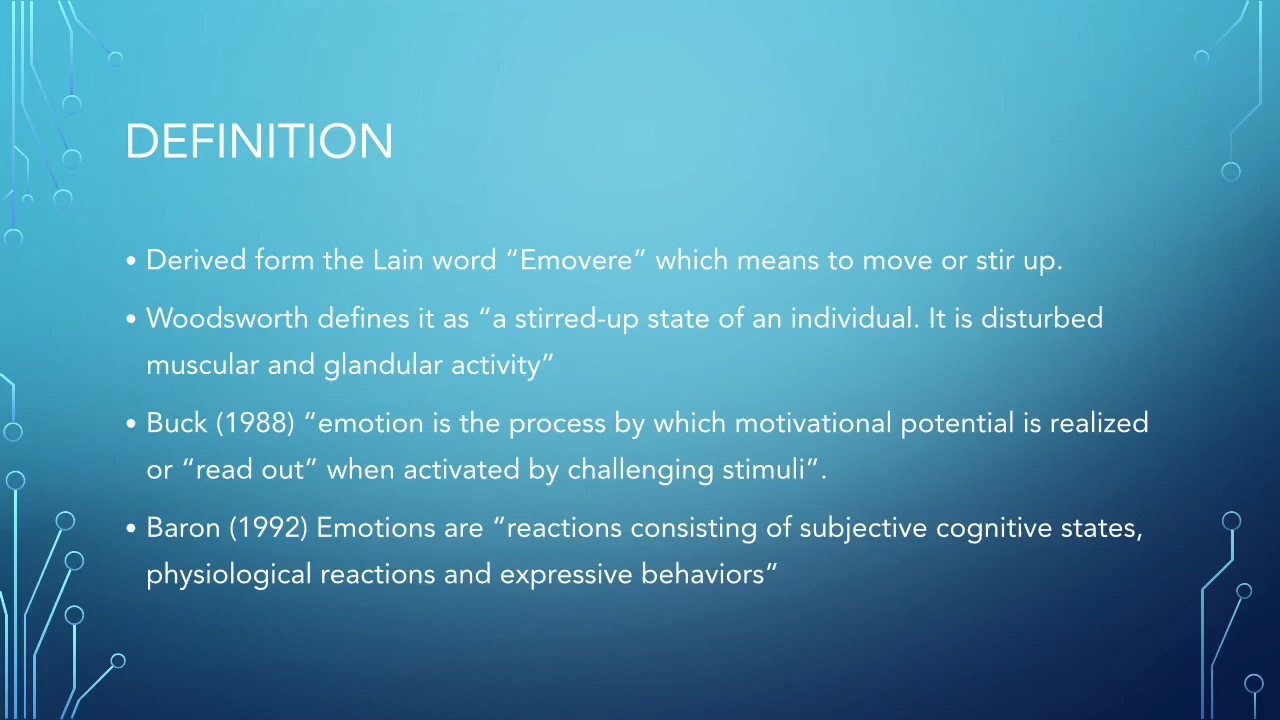 DEFINITION
• Derived form the Lain word “Emovere” which means to move or stir up.
• Woodsworth defines it as “a stirred-up state of an individual. It is disturbed
muscular and glandular activity”
• Buck (1988) “emotion is the process by which motivational potential is realized
or “read out” when activated by challenging stimuli”.
• Baron (1992) Emotions are “reactions consisting of subjective cognitive states,
physiological reactions and expressive behaviors”